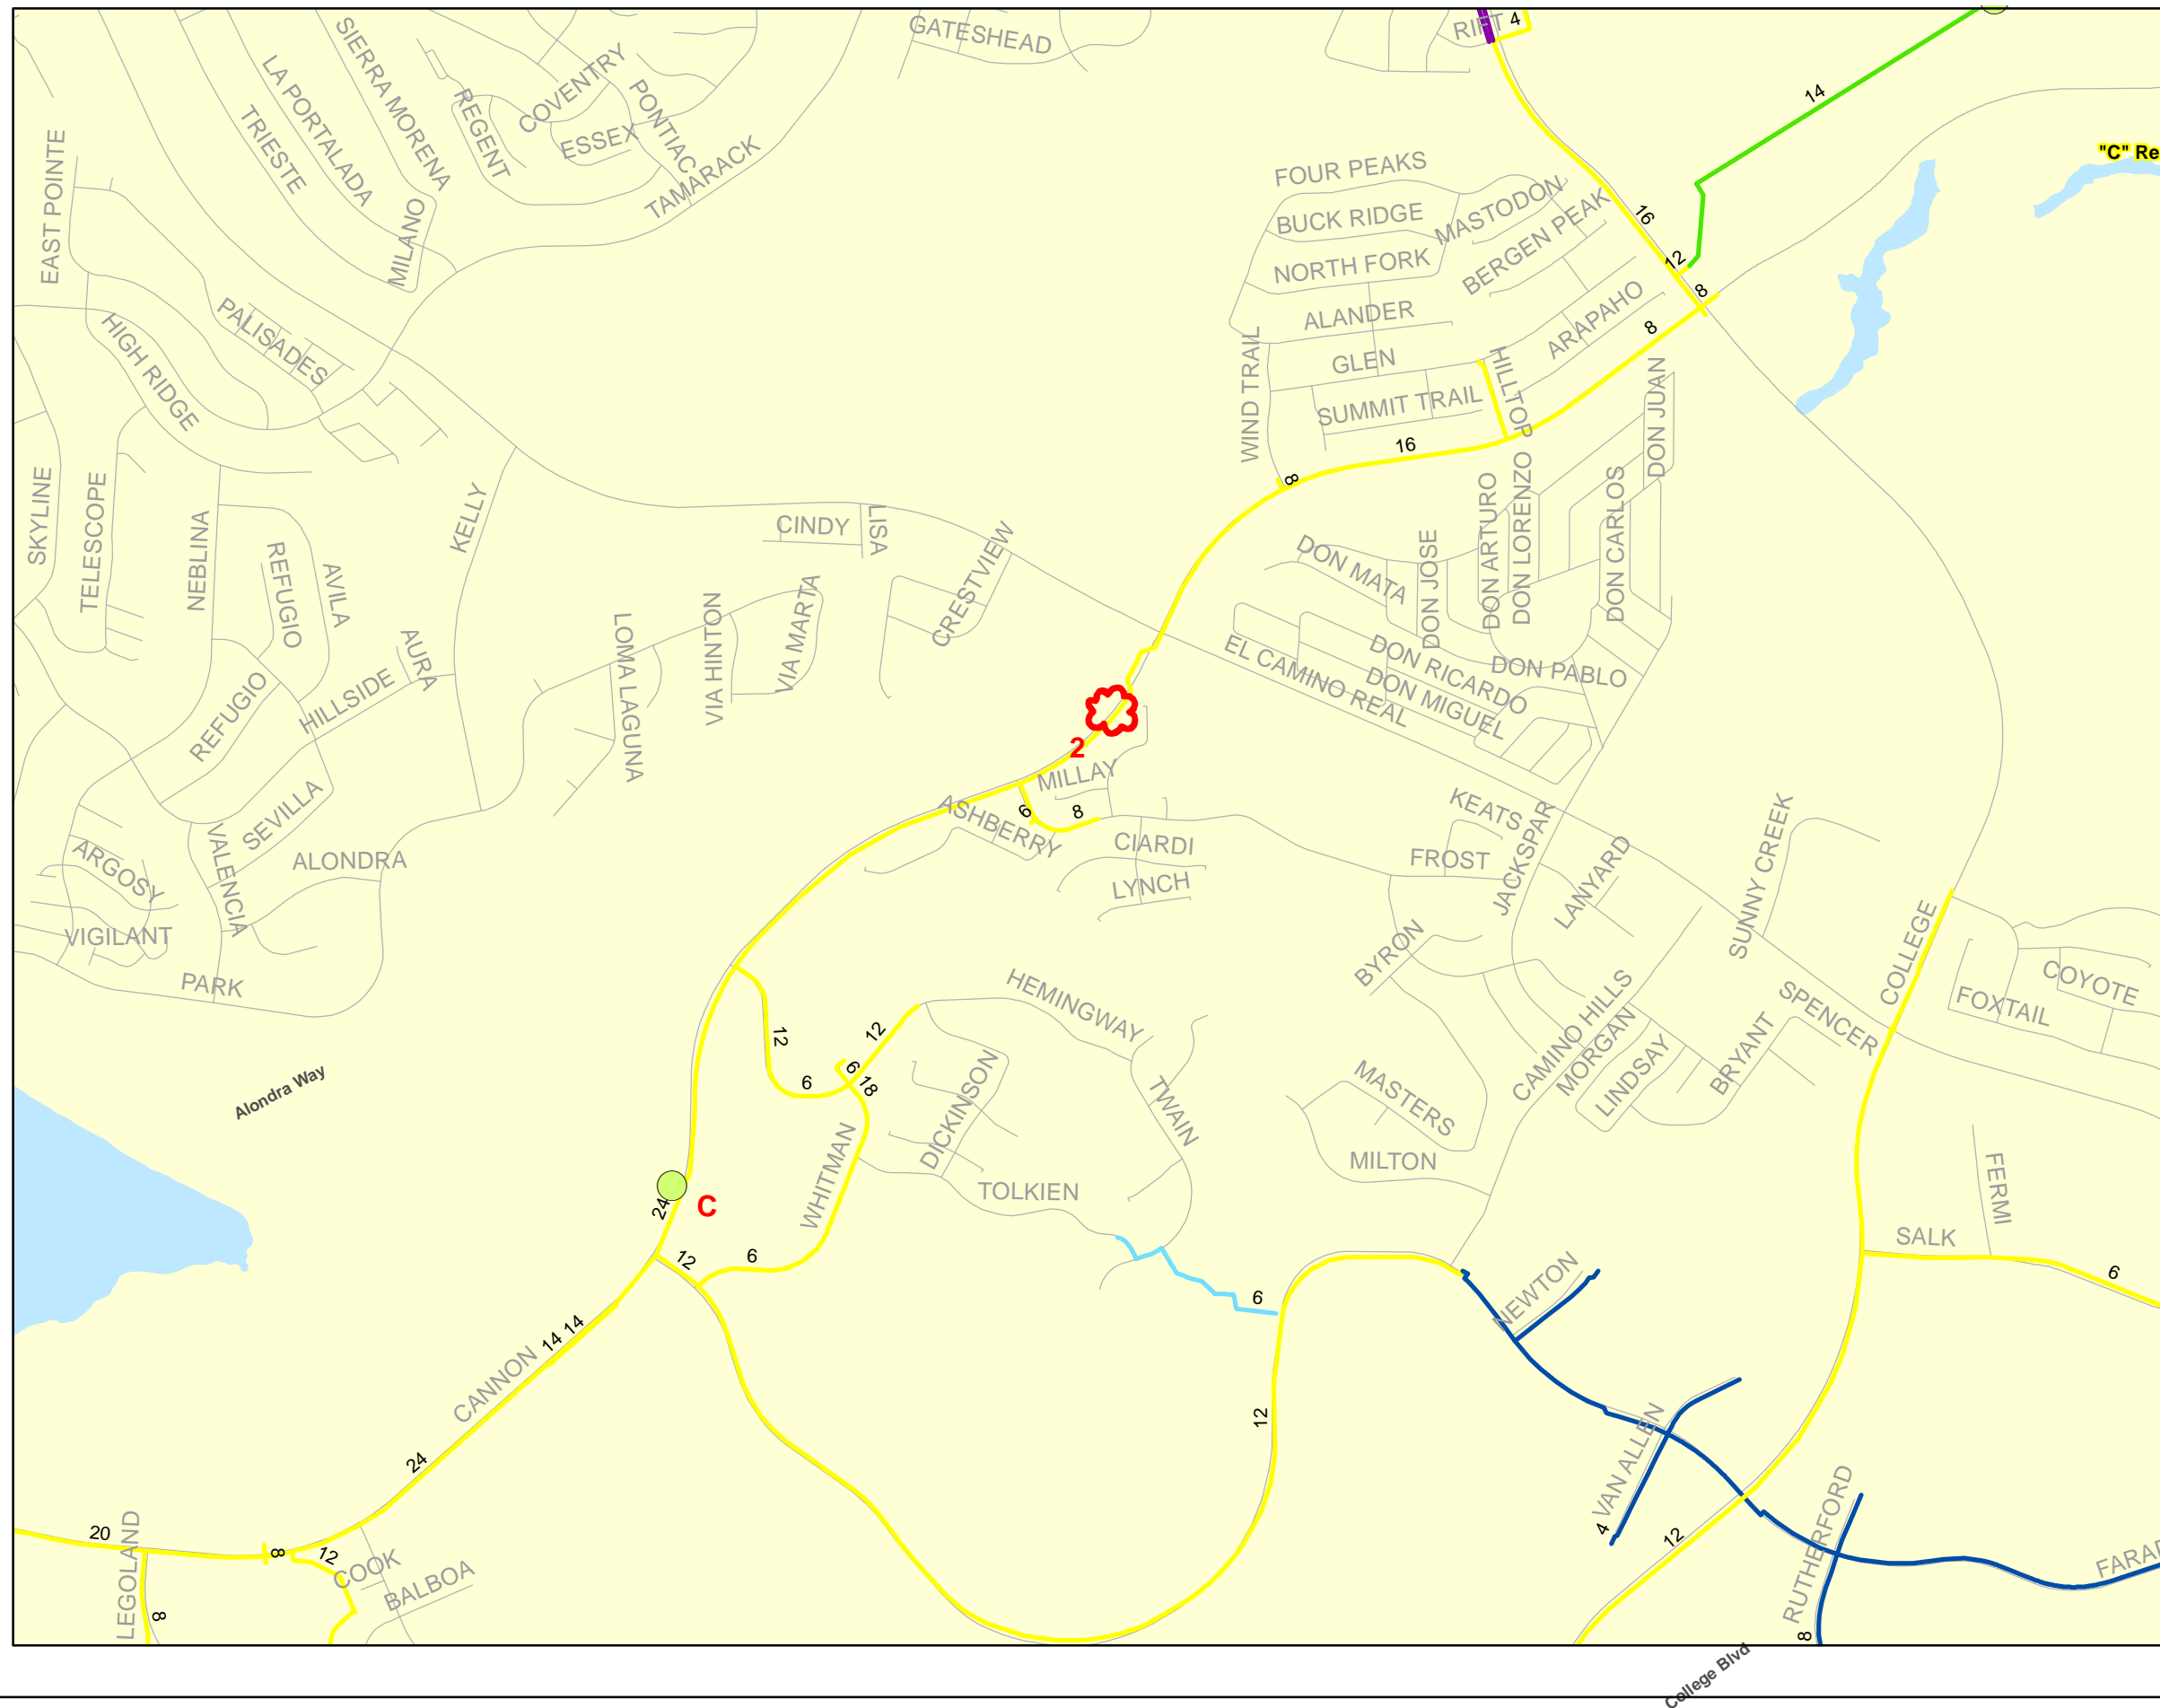 GATESHEAD
RIFT
4
SIERRA MORENA
LA PORTALADA
TRIESTE
REGENT
COVENTRY
ESSEX
PONTIAC
TAMARACK
MILANO
EAST POINTE
PALISADES
HIGH RIDGE
14
"C" Re
FOUR PEAKS
BUCK RIDGE
MASTODON
NORTH FORK
BERGEN PEAK
ALANDER
ARAPAHO
GLEN
HILLTOP
SUMMIT TRAIL
WIND TRAIL
16
12
8
8
16
8
DON JUAN
SKYLINE
TELESCOPE
NEBLINA
REFUGIO
AVILA
KELLY
CINDY
LISA
CRESTVIEW
AURA
HILLSIDE
REFUGIO
LOMA LAGUNA
VIA HINTON
VIA MARTA
DON MATA
DON JOSE
DON ARTURO
DON LORENZO
DON CARLOS
EL CAMINO REAL
DON RICARDO
DON PABLO
DON MIGUEL
2
MILLAY
6
8
ASHBERRY
CIARDI
LYNCH
SEVILLA
VALENCIA
ALONDRA
ARGOSY
VIGILANT
PARK
KEATS
FROST
JACKSPAR
LANYARD
SUNNY CREEK
COLLEGE
BYRON
COYOTE
FOXTAIL
SPENCER
HEMINGWAY
12
12
6
6
18
DICKINSON
TWAIN
CAMINO HILLS
MORGAN
LINDSAY
BRYANT
MASTERS
MILTON
Alondra Way
WHITMAN
TOLKIEN
FERMI
SALK
6
24
C
12
6
6
NEWTON
CANNON
14
14
24
12
VAN ALLEN
4
12
RUTHERFORD
8
FARAD
20
LEGOLAND
8
12
COOK
BALBOA
8
College Blvd